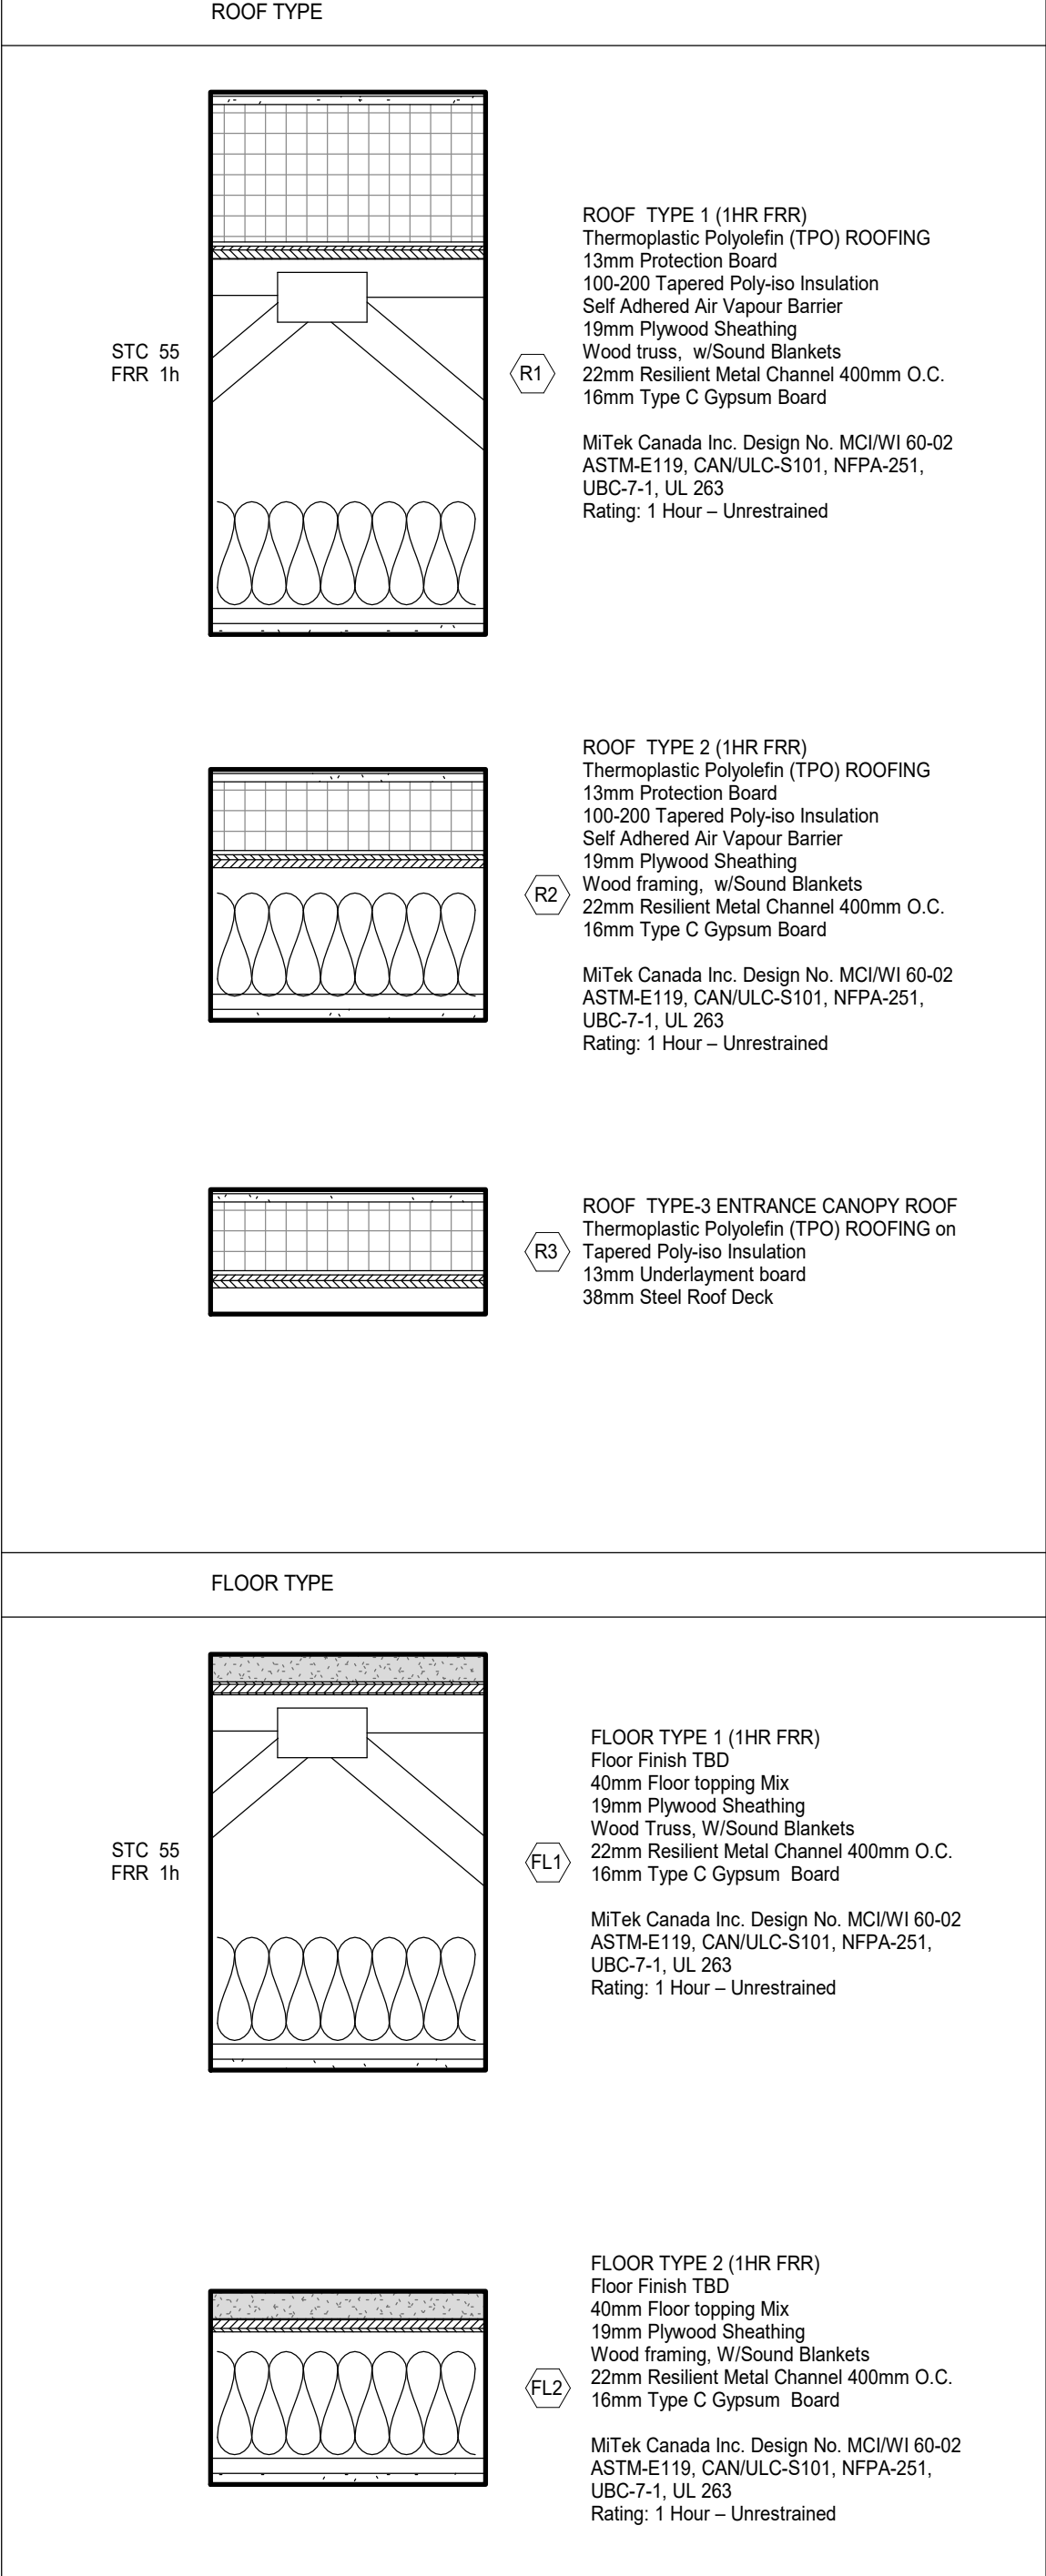 ROOF TYPE
STC 55
FRR 1h
R1
ROOF TYPE 1 (1HR FRR)
Thermoplastic Polyolefin (TPO) ROOFING
13mm Protection Board
100-200 Tapered Poly-iso Insulation
Self Adhered Air Vapour Barrier
19mm Plywood Sheathing
Wood truss, w/Sound Blankets
22mm Resilient Metal Channel 400mm O.C.
16mm Type C Gypsum Board
MiTek Canada Inc. Design No. MCI/WI 60-02
ASTM-E119, CAN/ULC-S101, NFPA-251,
UBC-7-1, UL 263
Rating: 1 Hour – Unrestrained
R2
ROOF TYPE 2 (1HR FRR)
Thermoplastic Polyolefin (TPO) ROOFING
13mm Protection Board
100-200 Tapered Poly-iso Insulation
Self Adhered Air Vapour Barrier
19mm Plywood Sheathing
Wood framing, w/Sound Blankets
22mm Resilient Metal Channel 400mm O.C.
16mm Type C Gypsum Board
MiTek Canada Inc. Design No. MCI/WI 60-02
ASTM-E119, CAN/ULC-S101, NFPA-251,
UBC-7-1, UL 263
Rating: 1 Hour – Unrestrained
R3
ROOF TYPE-3 ENTRANCE CANOPY ROOF
Thermoplastic Polyolefin (TPO) ROOFING on
Tapered Poly-iso Insulation
13mm Underlayment board
38mm Steel Roof Deck
FLOOR TYPE
STC 55
FRR 1h
FL1
FLOOR TYPE 1 (1HR FRR)
Floor Finish TBD
40mm Floor topping Mix
19mm Plywood Sheathing
Wood Truss, W/Sound Blankets
22mm Resilient Metal Channel 400mm O.C.
16mm Type C Gypsum Board
MiTek Canada Inc. Design No. MCI/WI 60-02
ASTM-E119, CAN/ULC-S101, NFPA-251,
UBC-7-1, UL 263
Rating: 1 Hour – Unrestrained
FL2
FLOOR TYPE 2 (1HR FRR)
Floor Finish TBD
40mm Floor topping Mix
19mm Plywood Sheathing
Wood framing, W/Sound Blankets
22mm Resilient Metal Channel 400mm O.C.
16mm Type C Gypsum Board
MiTek Canada Inc. Design No. MCI/WI 60-02
ASTM-E119, CAN/ULC-S101, NFPA-251,
UBC-7-1, UL 263
Rating: 1 Hour – Unrestrained